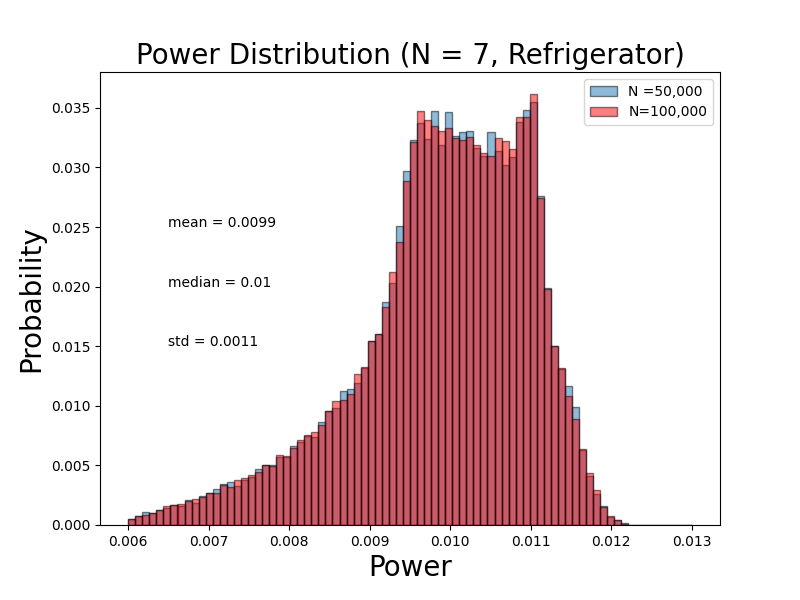 Power Distribution (N = 7, Refrigerator)
N =50,000
N=100,000
mean = 0.0099
median = 0.01
std = 0.0011
Probability
0.035
0.030
0.025
0.020
0.015
0.010
0.005
0.000
0.006 0.007 0.008 0.009 0.010 0.011 0.012 0.013
Power